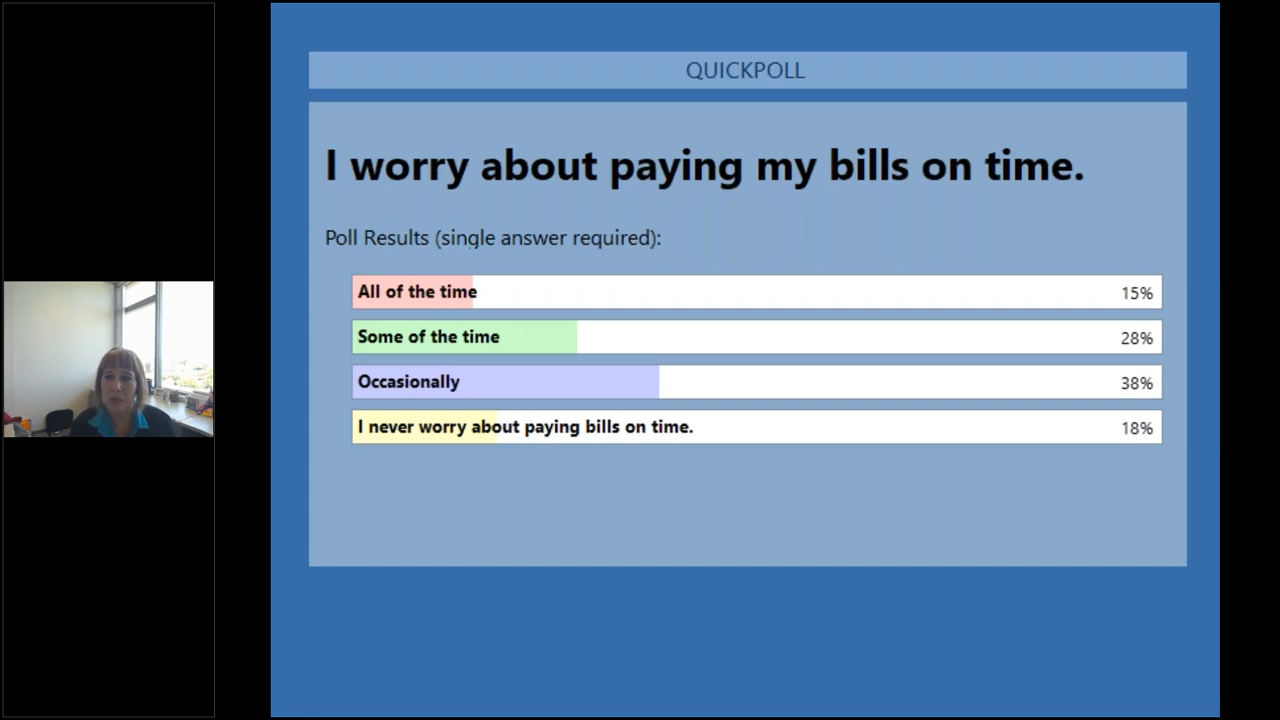 QUICKPOLL
I worry about paying my bills on time.
Poll Results (single answer required):
All of the time 15%
Some of the time 28%
Occasionally 38%
I never worry about paying bills on time. 18%